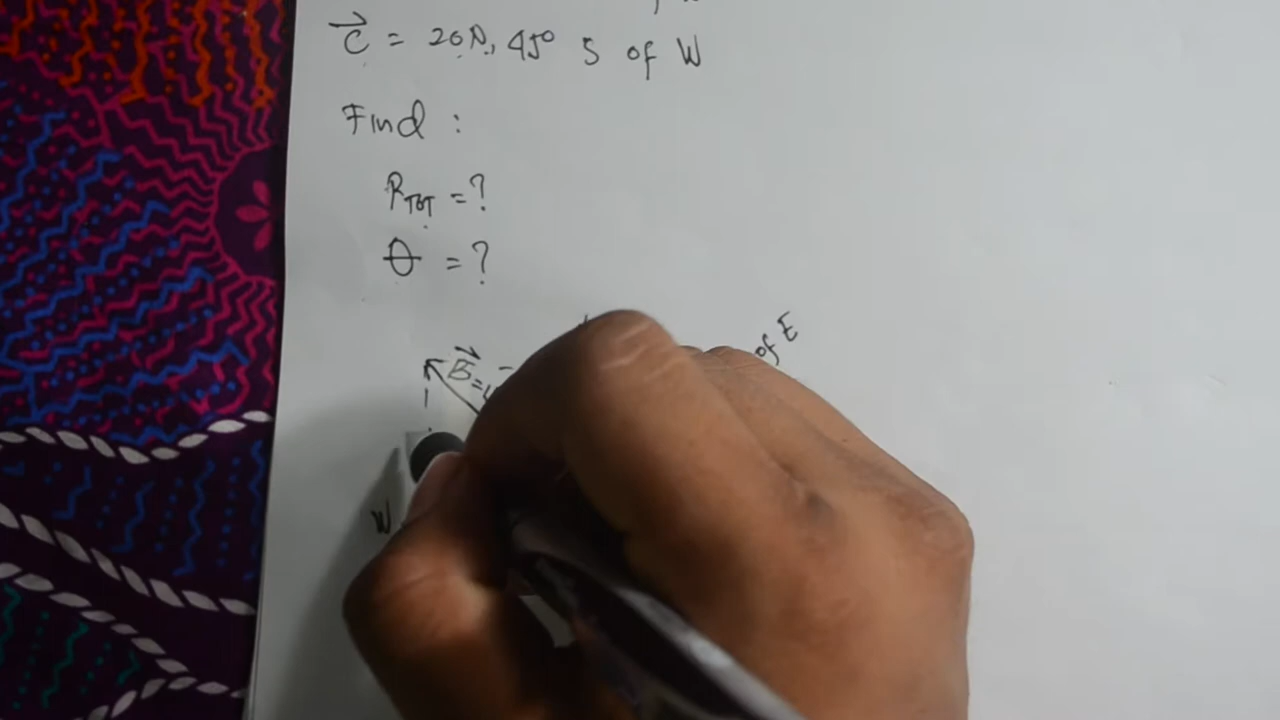 C = 20N, 45° S of W
Find :
R_TOT = ?
θ = ?
of E
B =
W